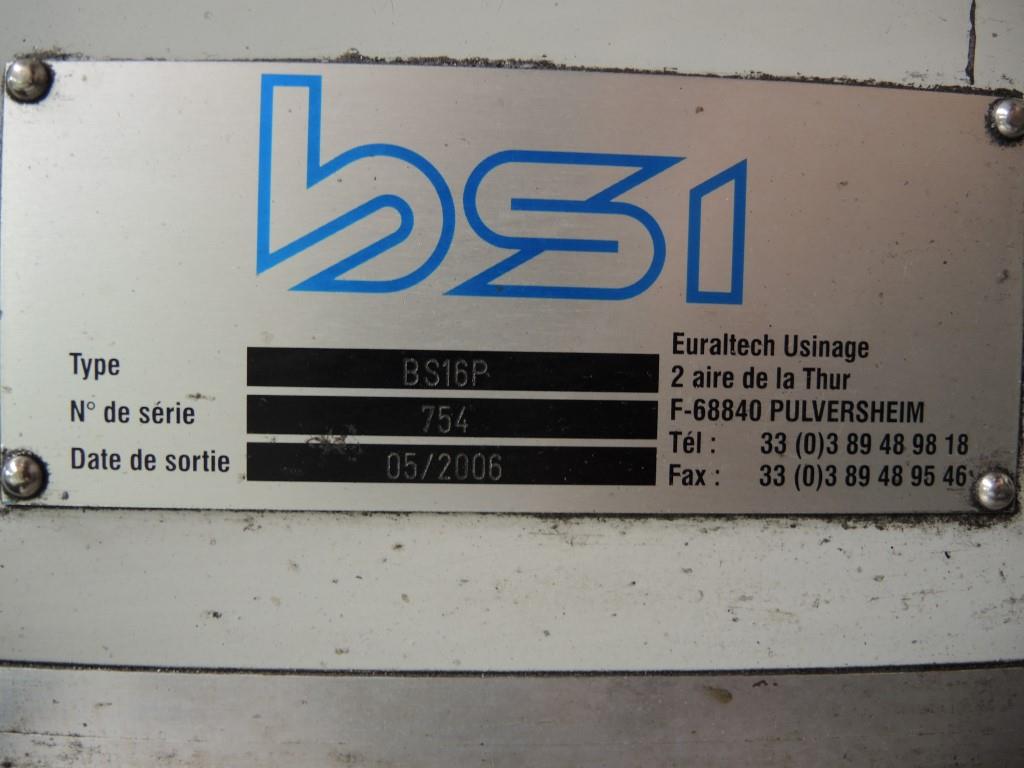 bsi
Type BS16P
N° de série 754
Date de sortie 05/2006
Euraltech Usinage
2 aire de la Thur
F-68840 PULVERSHEIM
Tél : 33 (0)3 89 48 98 18
Fax : 33 (0)3 89 48 95 46